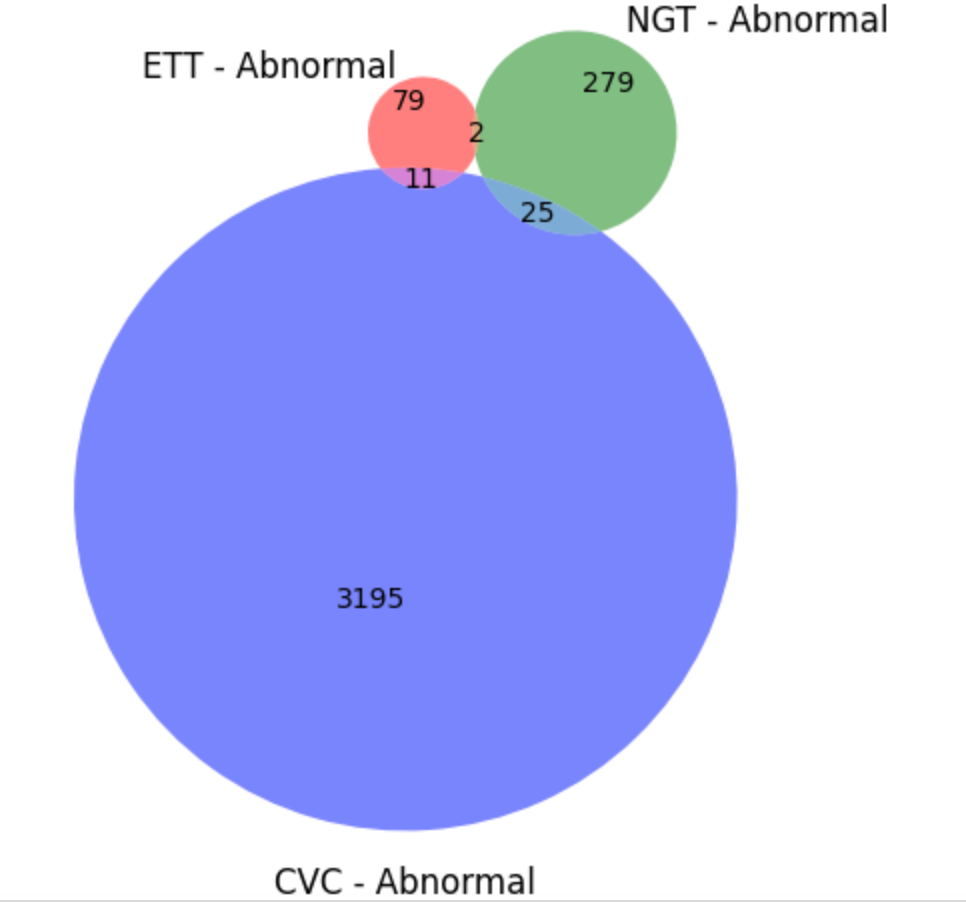 NGT - Abnormal
ETT - Abnormal
279
79
2
11
25
3195
CVC - Abnormal